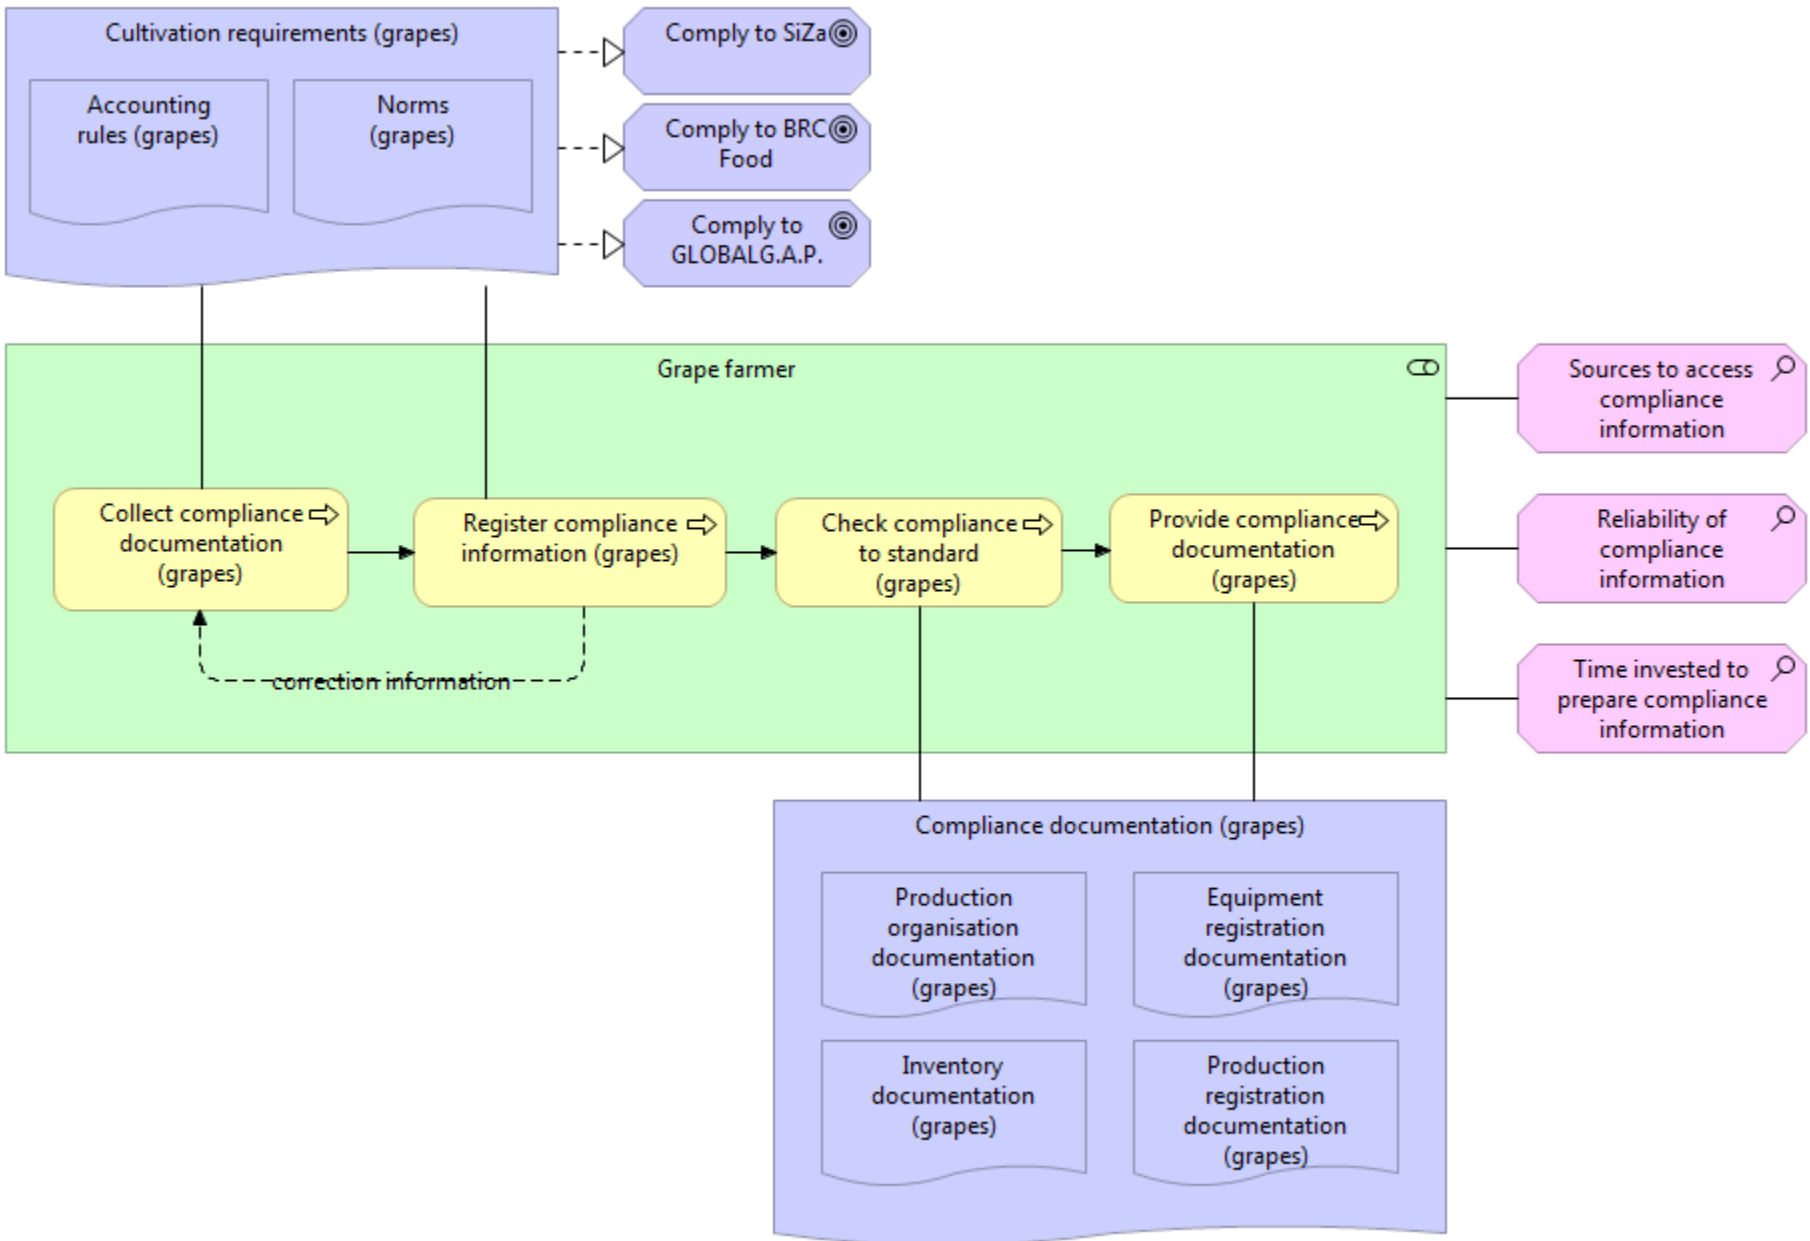 Cultivation requirements (grapes)
Accounting
rules (grapes)
Norms
(grapes)
Comply to SiZa
Comply to BRC
Food
Comply to
GLOBALG.A.P.
Grape farmer
Collect compliance
documentation
(grapes)
Register compliance
information (grapes)
Check compliance
to standard
(grapes)
Provide compliance
documentation
(grapes)
correction information
Sources to access
compliance
information
Reliability of
compliance
information
Time invested to
prepare compliance
information
Compliance documentation (grapes)
Production
organisation
documentation
(grapes)
Equipment
registration
documentation
(grapes)
Inventory
documentation
(grapes)
Production
registration
documentation
(grapes)